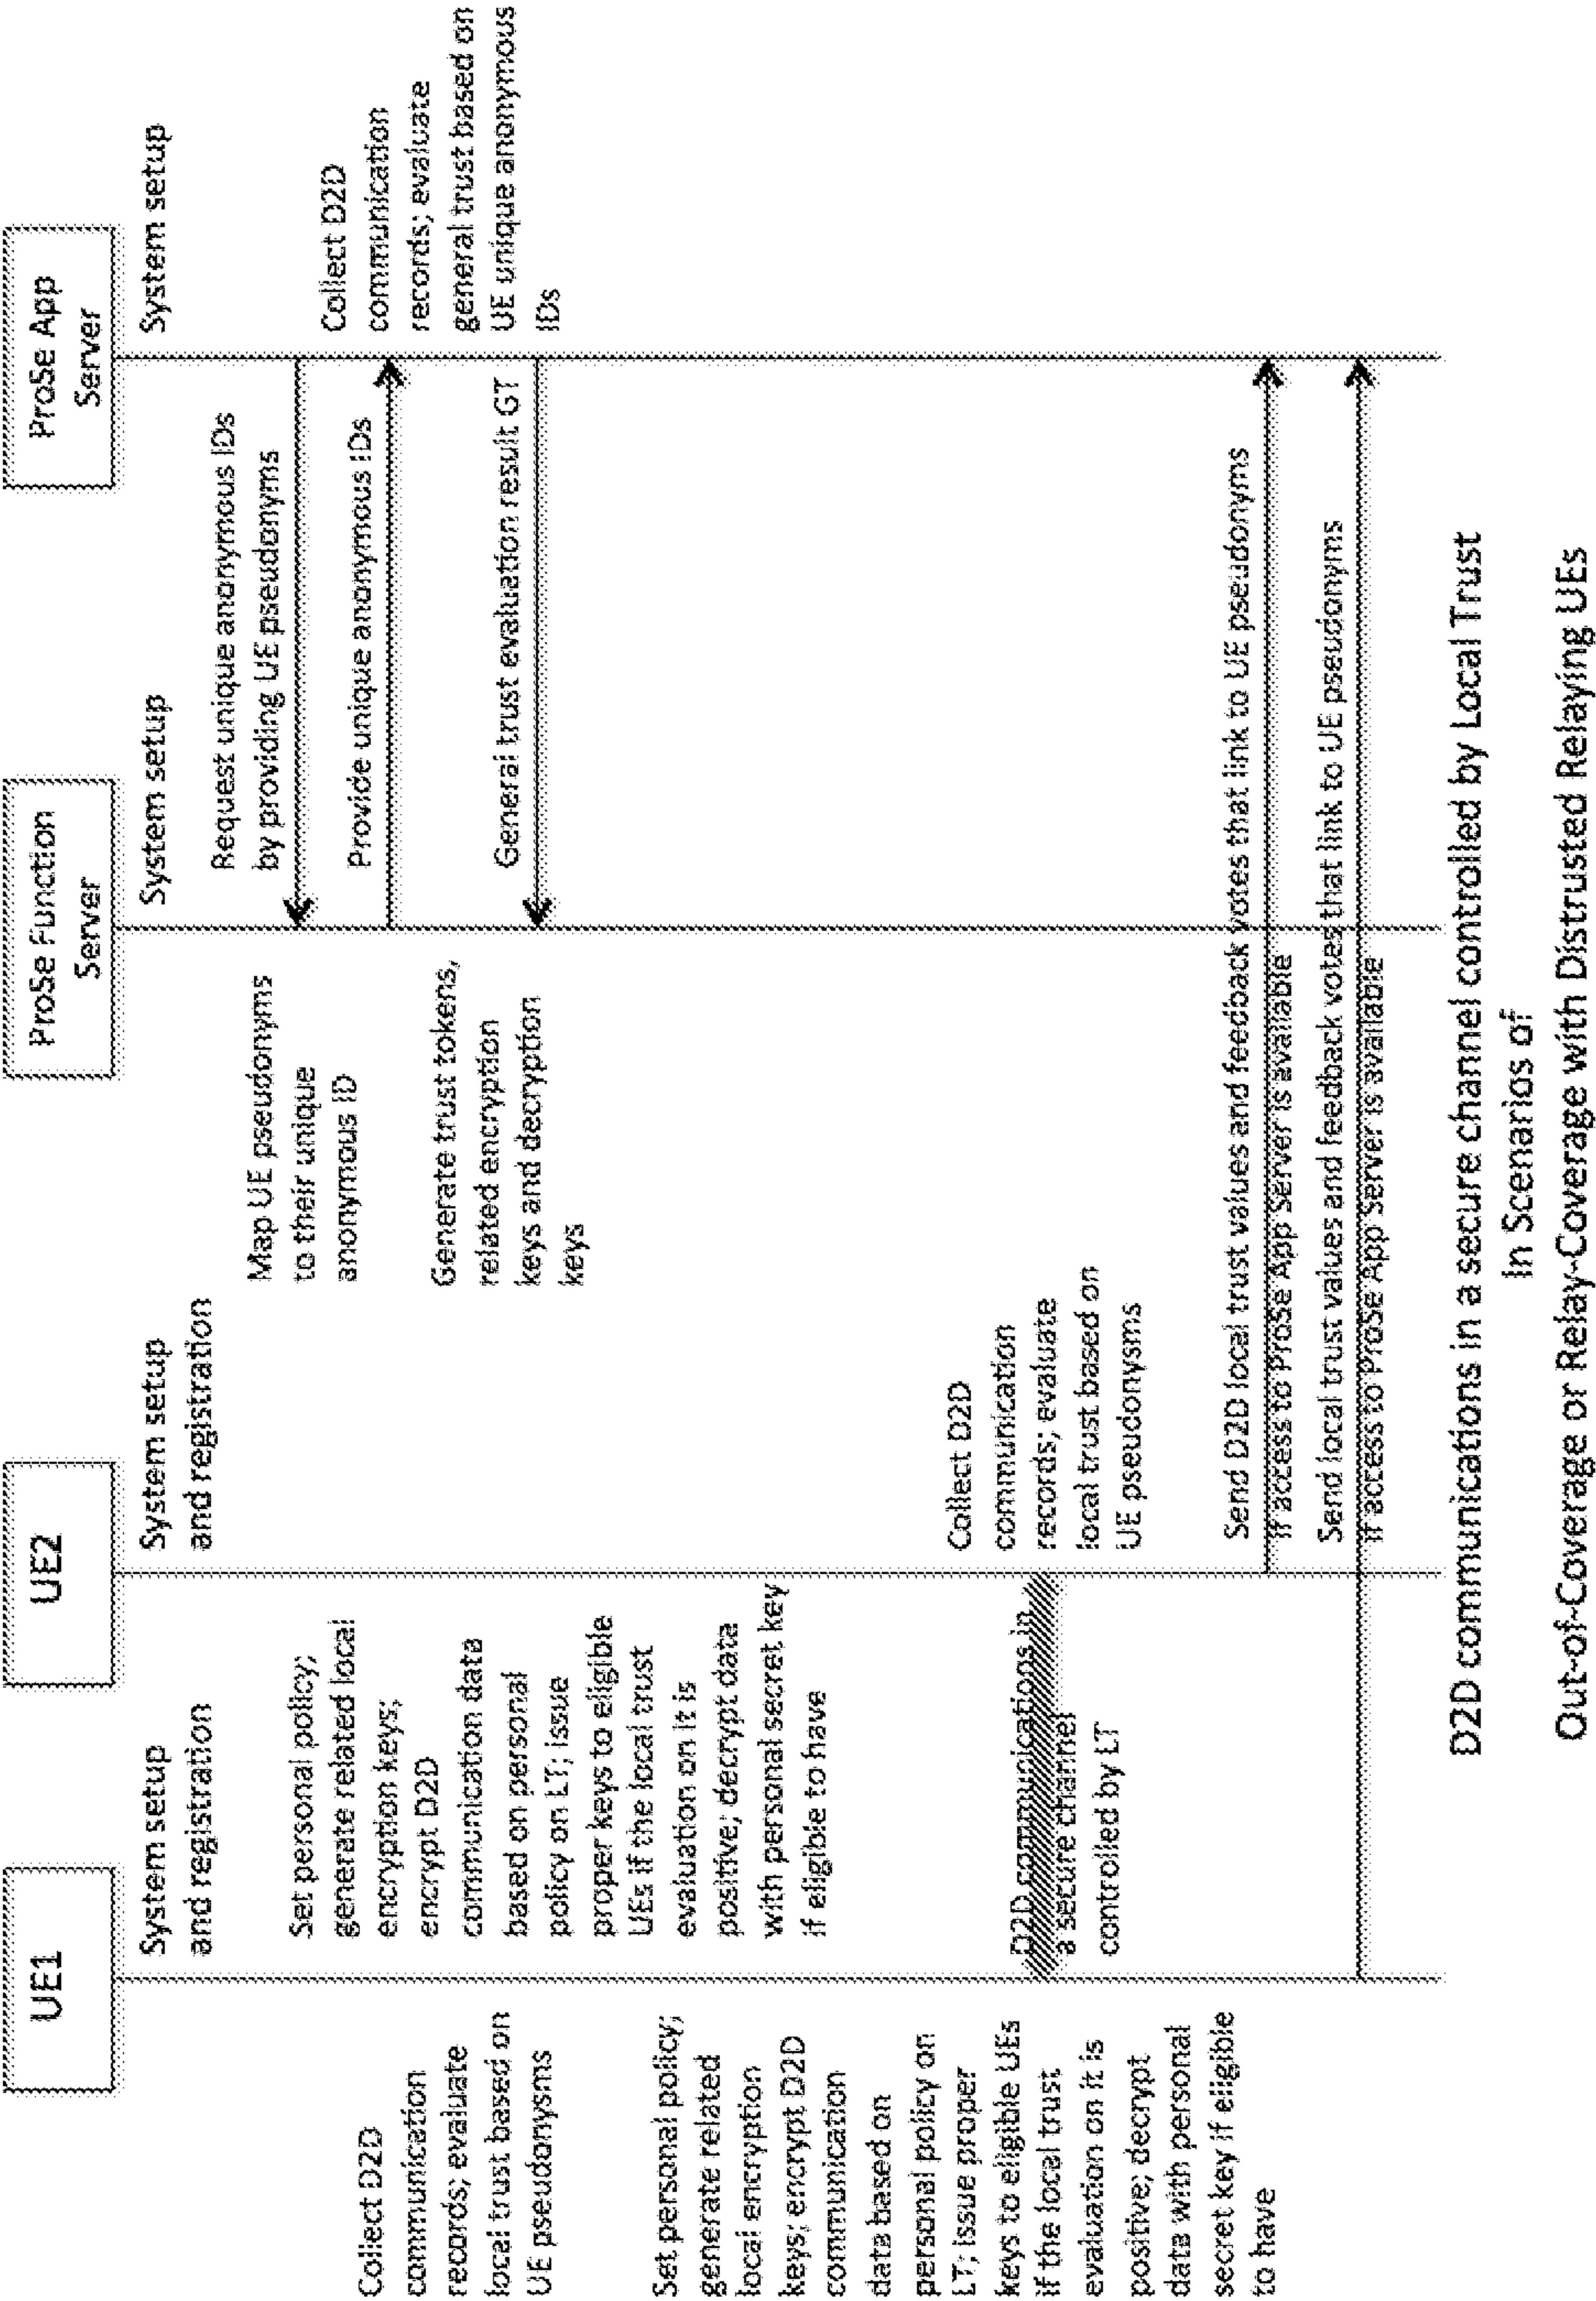 UE1
UE2
ProSe Function
Server
ProSe App
Server
System setup
and registration
System setup
and registration
System setup
System setup
Collect D2D
communication
records; evaluate
local trust based on
UE pseudonysms
Set personal policy;
generate related
local encryption
keys; encrypt D2D
communication
data based on
personal policy on
LT; issue proper
keys to eligible UEs
if the local trust
evaluation on it is
positive; decrypt
data with personal
secret key if eligible
to have
Set personal policy;
generate related local
encryption keys;
encrypt D2D
communication data
based on personal
policy on LT; issue
proper keys to eligible
UEs if the local trust
evaluation on it is
positive; decrypt data
with personal secret key
if eligible to have
D2D communications in
a secure channel
controlled by LT
Collect D2D
communication
records; evaluate
local trust based on
UE pseudonysms
Map UE pseudonyms
to their unique
anonymous ID
Generate trust tokens,
related encryption
keys and decryption
keys
Request unique anonymous IDs
by providing UE pseudonyms
Provide unique anonymous IDs
General trust evaluation result GT
Collect D2D
communication
records; evaluate
general trust based on
UE unique anonymous
IDs
Send D2D local trust values and feedback votes that link to UE pseudonyms
if access to ProSe App Server is available
Send local trust values and feedback votes that link to UE pseudonyms
if access to ProSe App Server is available
D2D communications in a secure channel controlled by Local Trust
In Scenarios of
Out-of-Coverage or Relay-Coverage with Distrusted Relaying UEs